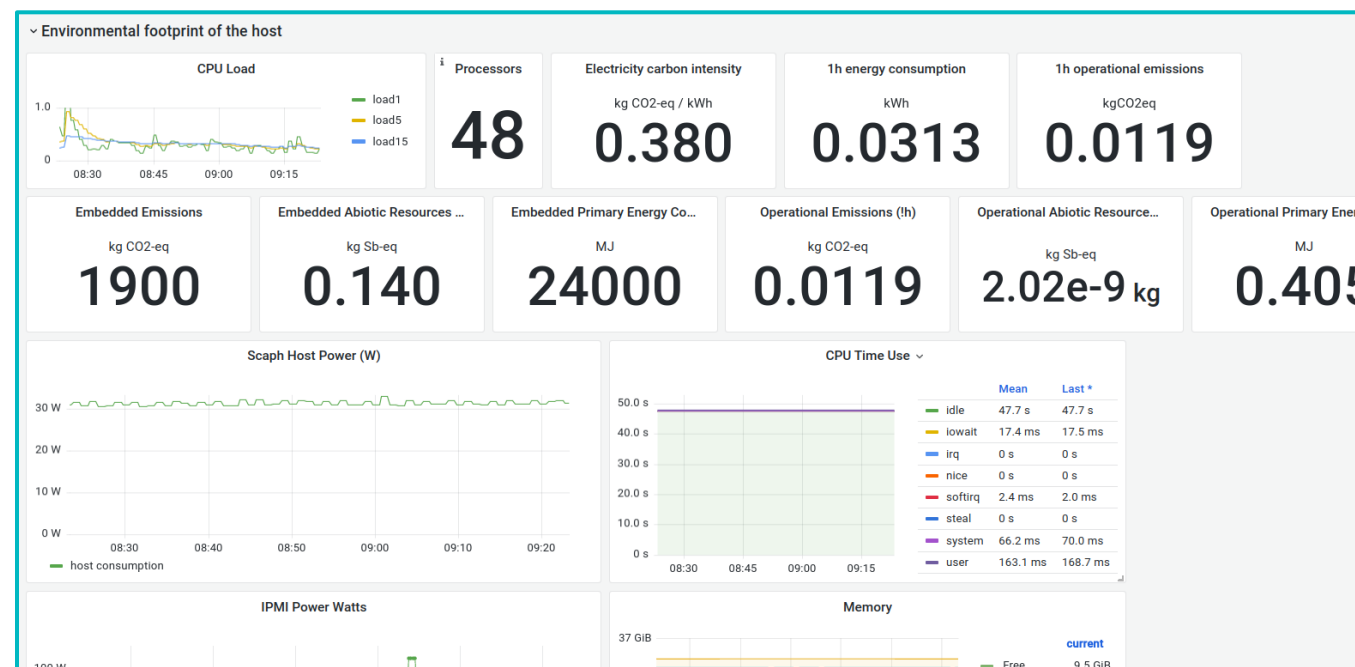 Environmental footprint of the host
CPU Load
1.0
0
08:30 08:45 09:00 09:15
load1
load5
load15
i
Processors
48
Electricity carbon intensity
kg CO2-eq / kWh
0.380
1h energy consumption
kWh
0.0313
1h operational emissions
kgCO2eq
0.0119
Embedded Emissions
kg CO2-eq
1900
Embedded Abiotic Resources ...
kg Sb-eq
0.140
Embedded Primary Energy Co...
MJ
24000
Operational Emissions (!h)
kg CO2-eq
0.0119
Operational Abiotic Resource...
kg Sb-eq
2.02e-9 kg
Operational Primary Ener
MJ
0.405
Scaph Host Power (W)
30 W
20 W
10 W
0 W
08:30 08:40 08:50 09:00 09:10 09:20
host consumption
CPU Time Use
50.0 s
40.0 s
30.0 s
20.0 s
10.0 s
0 s
08:30 08:45 09:00 09:15
Mean Last *
idle 47.7 s 47.7 s
iowait 17.4 ms 17.5 ms
irq 0 s 0 s
nice 0 s 0 s
softirq 2.4 ms 2.0 ms
steal 0 s 0 s
system 66.2 ms 70.0 ms
user 163.1 ms 168.7 ms
IPMI Power Watts
100 W
Memory
37 GiB
current
Free 9.5 GiB